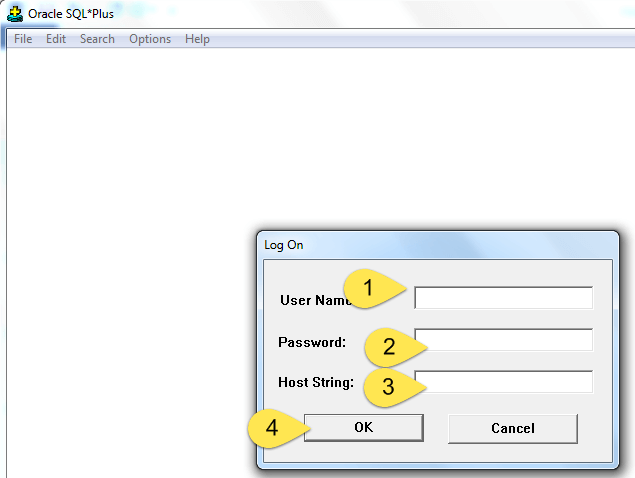 Oracle SQL*Plus
File Edit Search Options Help
Log On
User Name 1
Password: 2
Host String: 3
4 OK Cancel